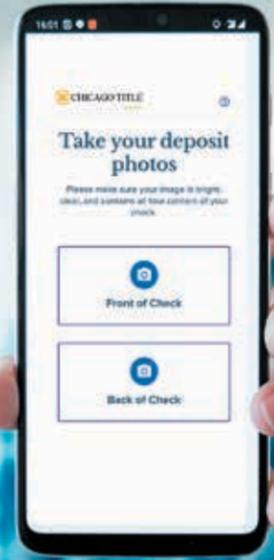 16:01
CHICAGO TITLE
Take your deposit
photos
Please make sure your image is bright,
clear, and contains all four corners of your
check.
Front of Check
Back of Check